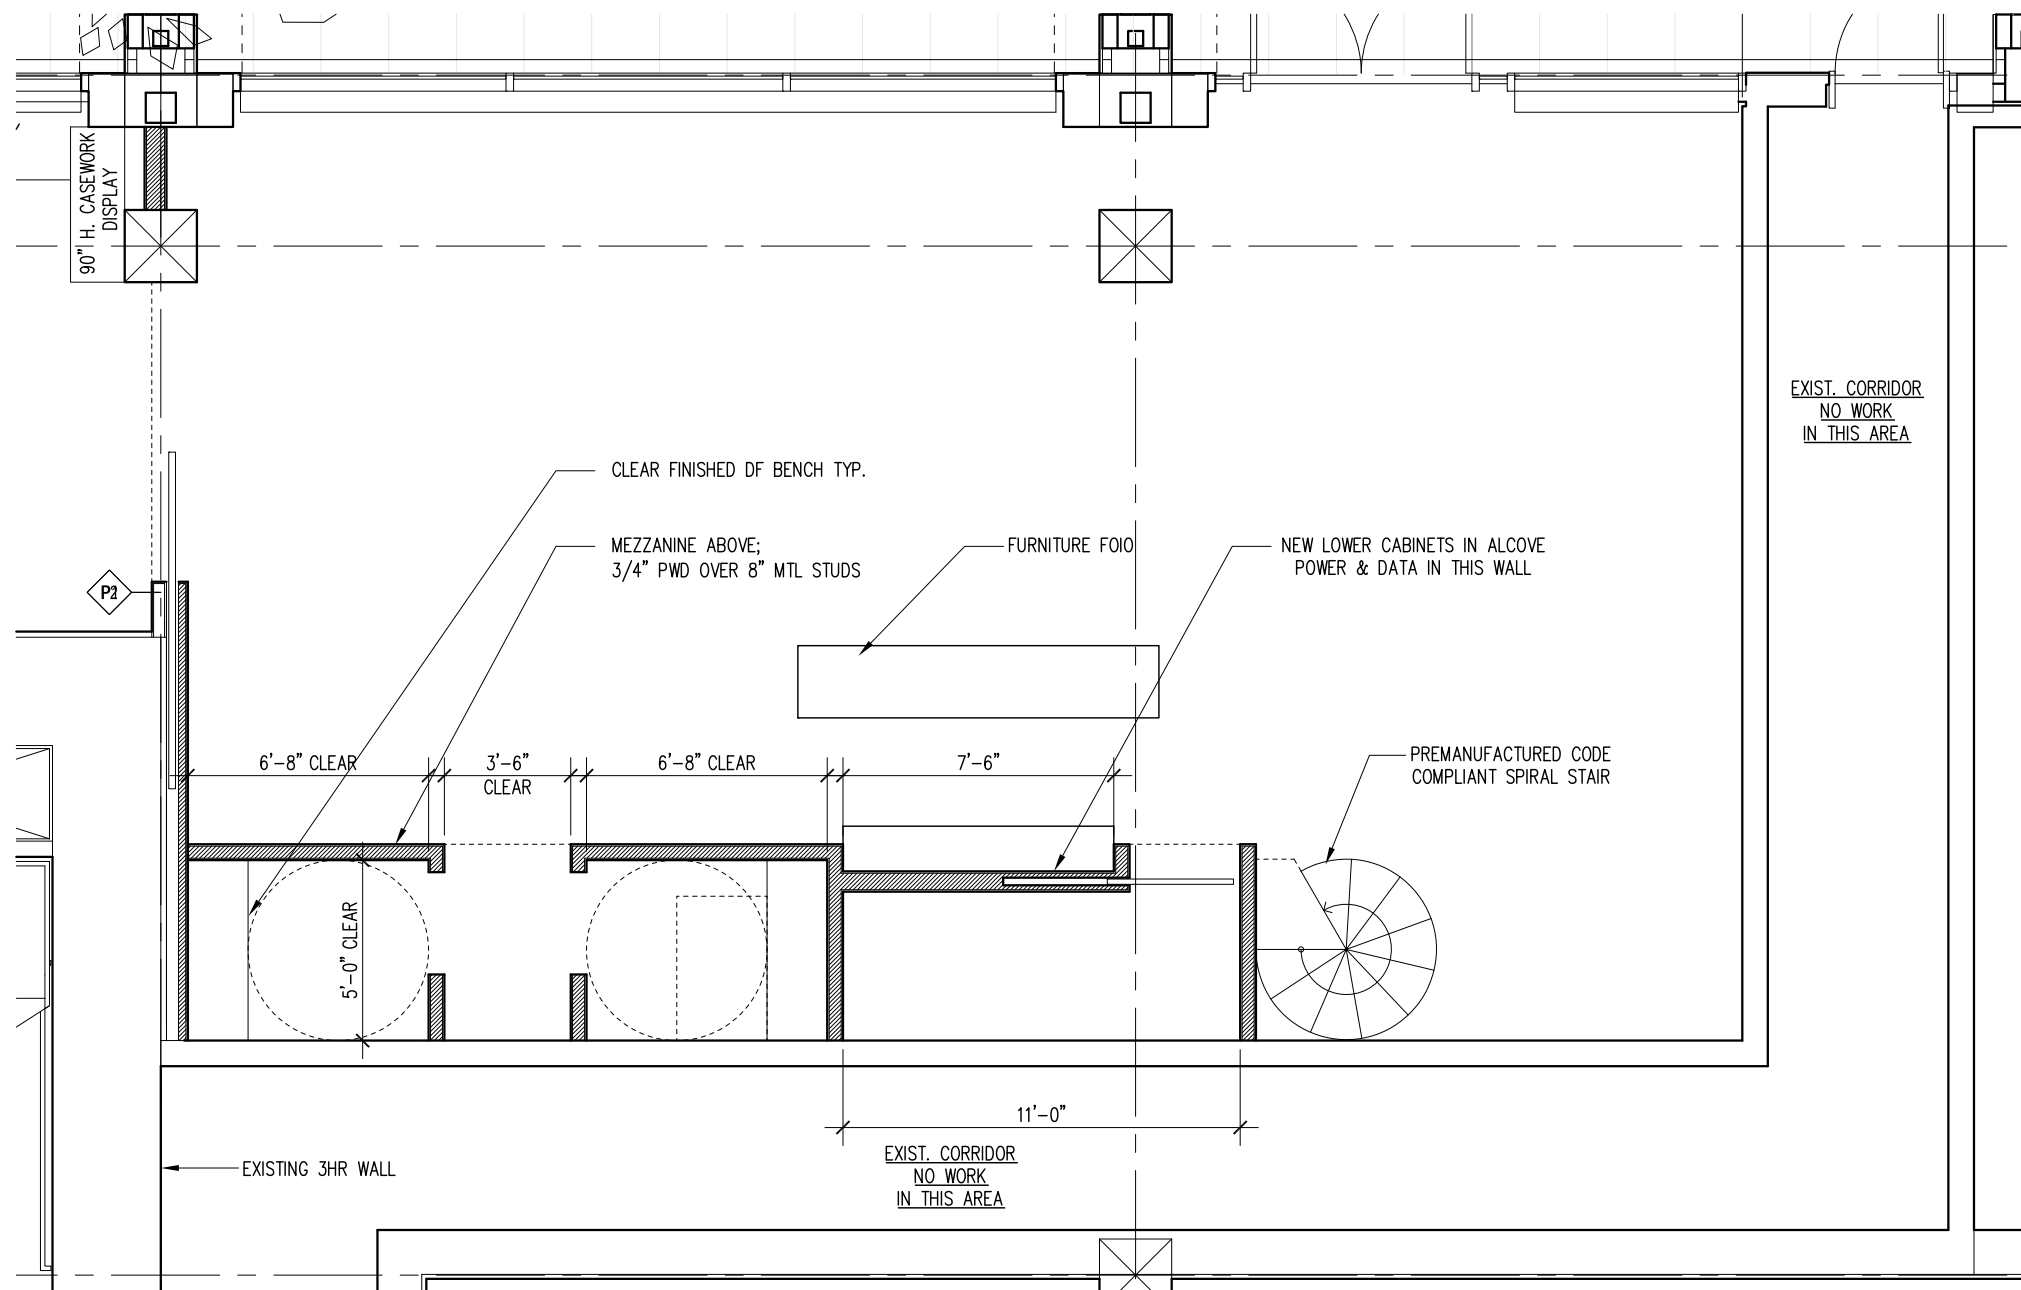 90" H. CASEWORK
DISPLAY
EXIST. CORRIDOR
NO WORK
IN THIS AREA
CLEAR FINISHED DF BENCH TYP.
MEZZANINE ABOVE;
3/4" PWD OVER 8" MTL STUDS
FURNITURE FOIO
NEW LOWER CABINETS IN ALCOVE
POWER & DATA IN THIS WALL
6'-8" CLEAR
3'-6"
CLEAR
6'-8" CLEAR
7'-6"
PREMANUFACTURED CODE
COMPLIANT SPIRAL STAIR
5'-0" CLEAR
11'-0"
EXISTING 3HR WALL
EXIST. CORRIDOR
NO WORK
IN THIS AREA